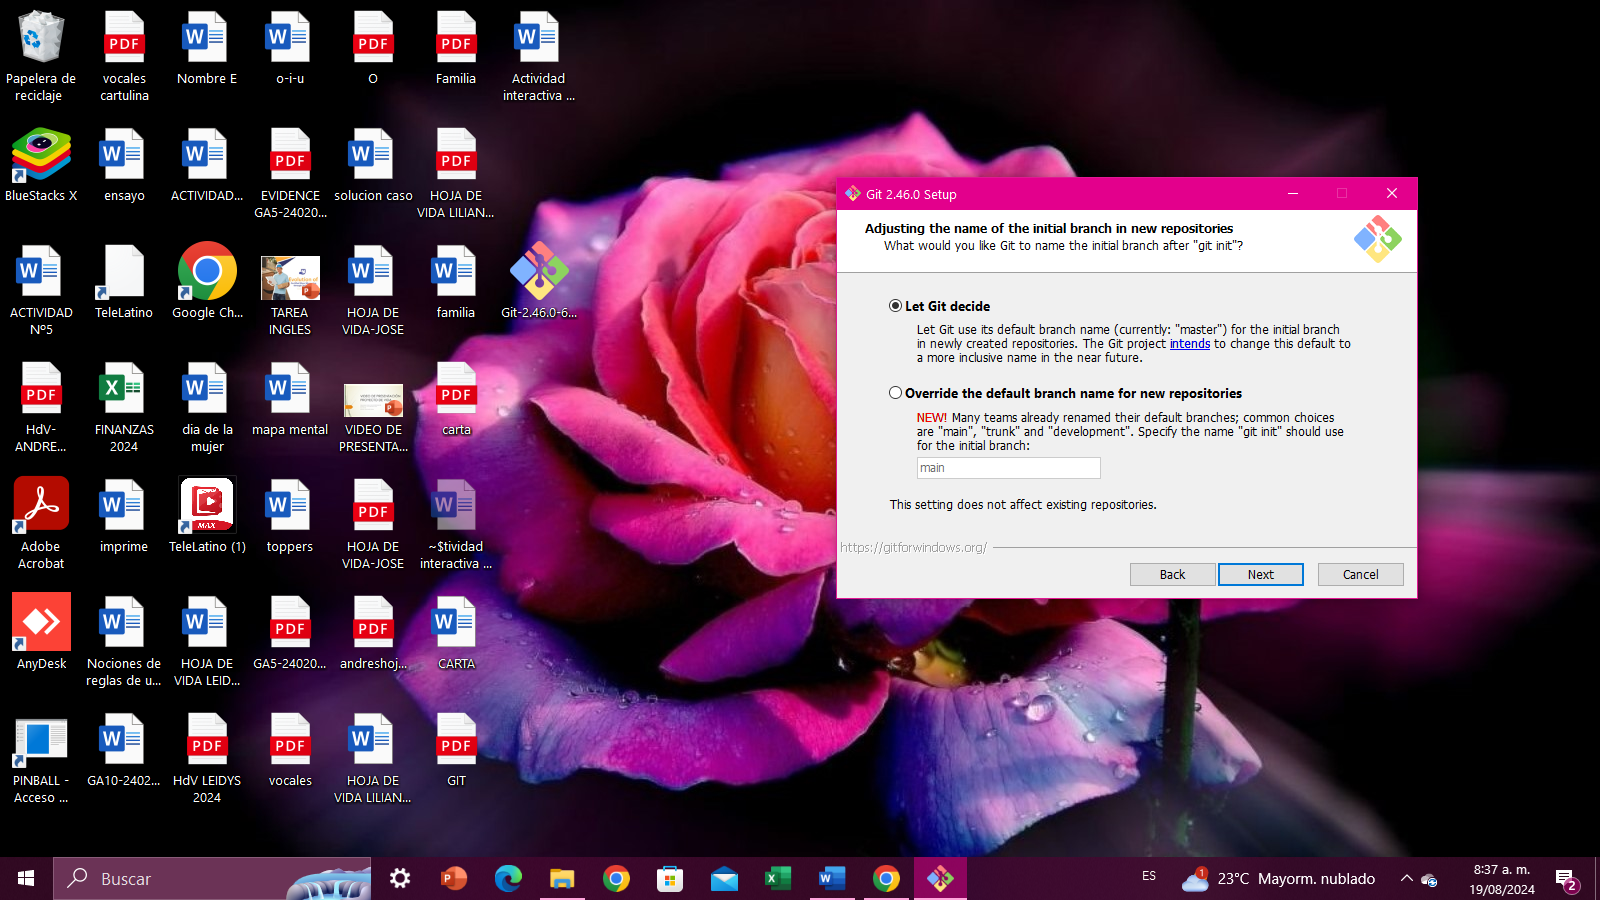 Papelera de
reciclaje
vocales
cartulina
Nombre E
o-i-u
O
Familia
Actividad
interactiva ...
BlueStacks X
ensayo
ACTIVIDAD...
EVIDENCE
GA5-24020...
solucion caso
HOJA DE
VIDA LILIAN...
ACTIVIDAD
Nº5
TeleLatino
Google Ch...
TAREA
INGLES
HOJA DE
VIDA-JOSE
familia
Git-2.46.0-6...
HdV-
ANDRE...
FINANZAS
2024
dia de la
mujer
mapa mental
VIDEO DE
PRESENTA...
carta
Adobe
Acrobat
imprime
MAX
TeleLatino (1)
toppers
HOJA DE
VIDA-JOSE
~$tividad
interactiva ...
AnyDesk
Nociones de
reglas de u...
HOJA DE
VIDA LEID...
GA5-24020...
andreshoj...
CARTA
PINBALL -
Acceso ...
GA10-2402...
HdV LEIDYS
2024
vocales
HOJA DE
VIDA LILIAN...
GIT
Git 2.46.0 Setup
Adjusting the name of the initial branch in new repositories
What would you like Git to name the initial branch after "git init"?
Let Git decide
Let Git use its default branch name (currently: "master") for the initial branch
in newly created repositories. The Git project intends to change this default to
a more inclusive name in the near future.
Override the default branch name for new repositories
NEW! Many teams already renamed their default branches; common choices
are "main", "trunk" and "development". Specify the name "git init" should use
for the initial branch:
main
This setting does not affect existing repositories.
https://gitforwindows.org/
Back
Next
Cancel
Buscar
ES
1
23°C Mayorm. nublado
8:37 a. m.
19/08/2024
2